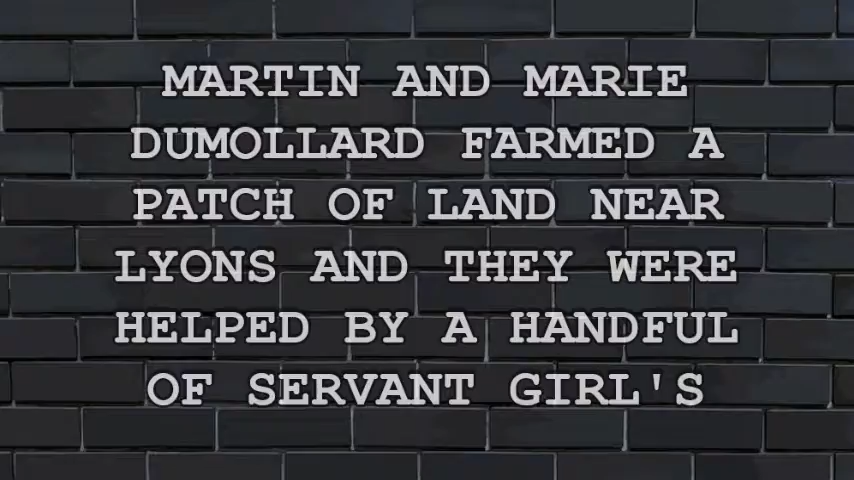 MARTIN AND MARIE
DUMOLLARD FARMED A
PATCH OF LAND NEAR
LYONS AND THEY WERE
HELPED BY A HANDFUL
OF SERVANT GIRL'S